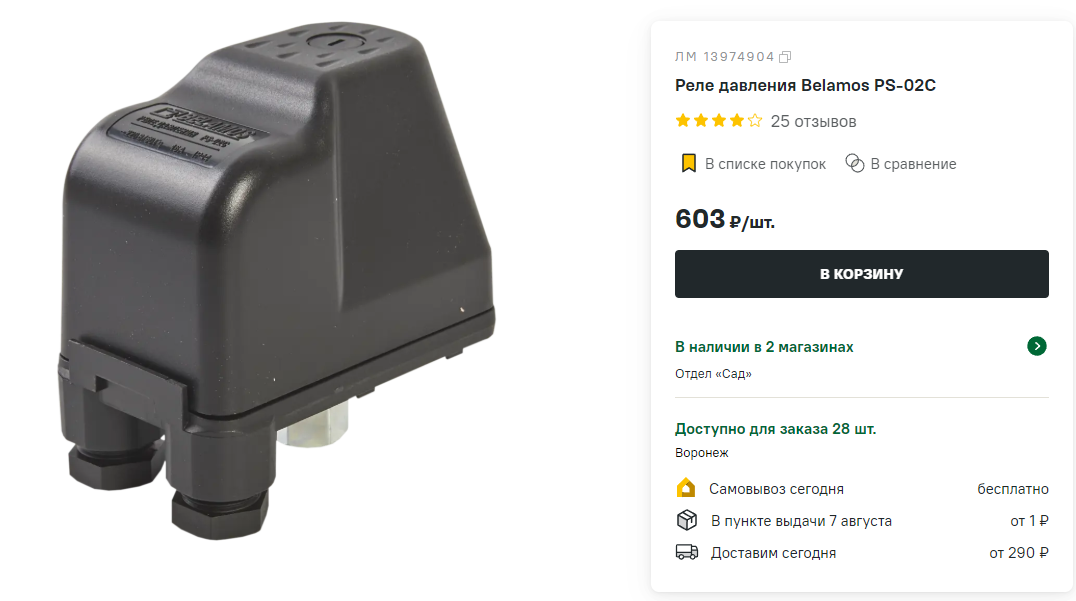 ЛМ 13974904
Реле давления Belamos PS-02C
25 отзывов
В списке покупок
В сравнение
603 ₽/шт.
В КОРЗИНУ
В наличии в 2 магазинах
Отдел «Сад»
Доступно для заказа 28 шт.
Воронеж
Самовывоз сегодня бесплатно
В пункте выдачи 7 августа от 1 ₽
Доставим сегодня от 290 ₽